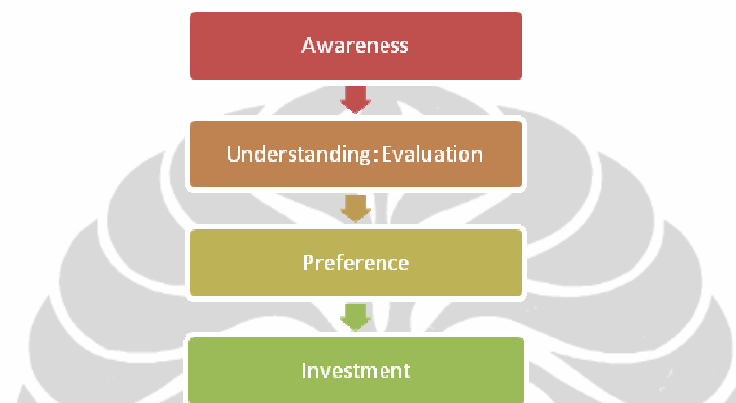 Awareness
Understanding:Evaluation
Preference
Investment